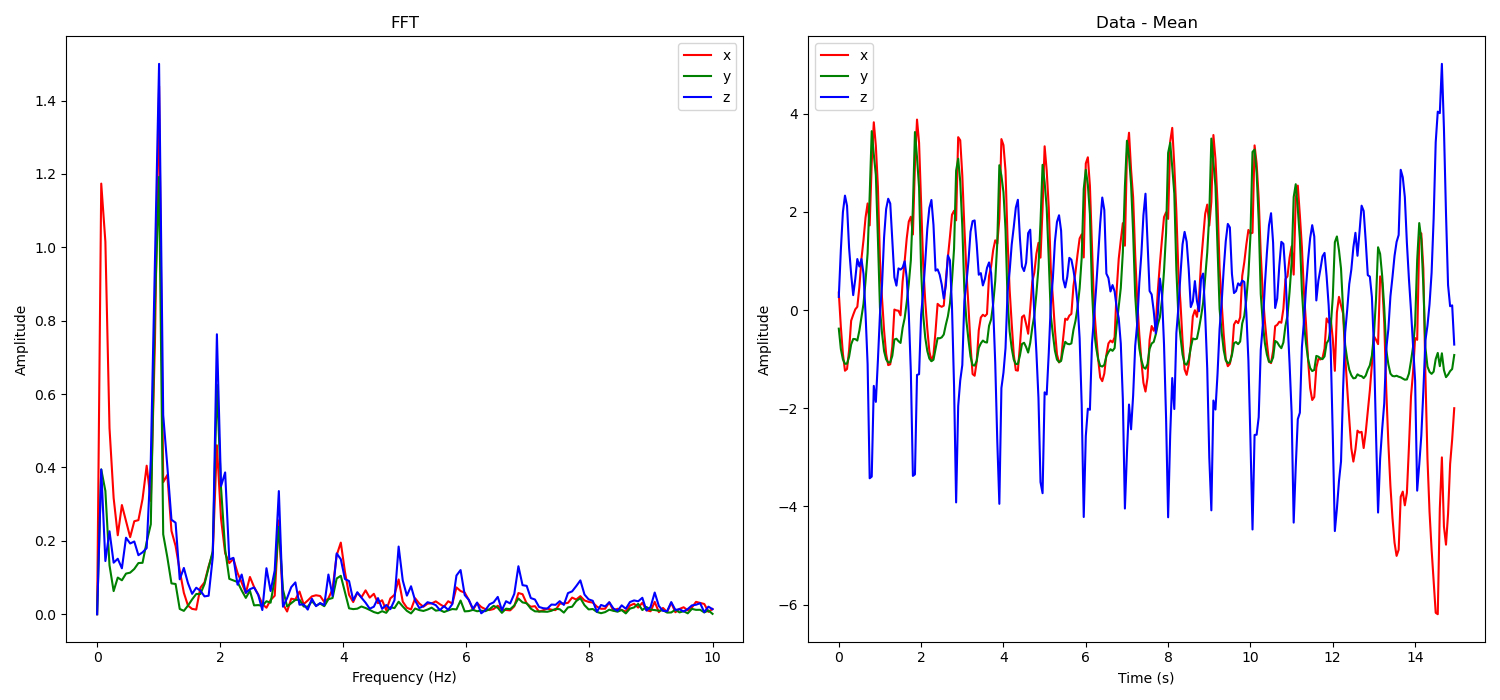 FFT
x
y
z
1.4
1.2
1.0
0.8
0.6
0.4
0.2
0.0
Amplitude
0 2 4 6 8 10
Frequency (Hz)
Data - Mean
x
y
z
4
2
0
−2
−4
−6
Amplitude
0 2 4 6 8 10 12 14
Time (s)